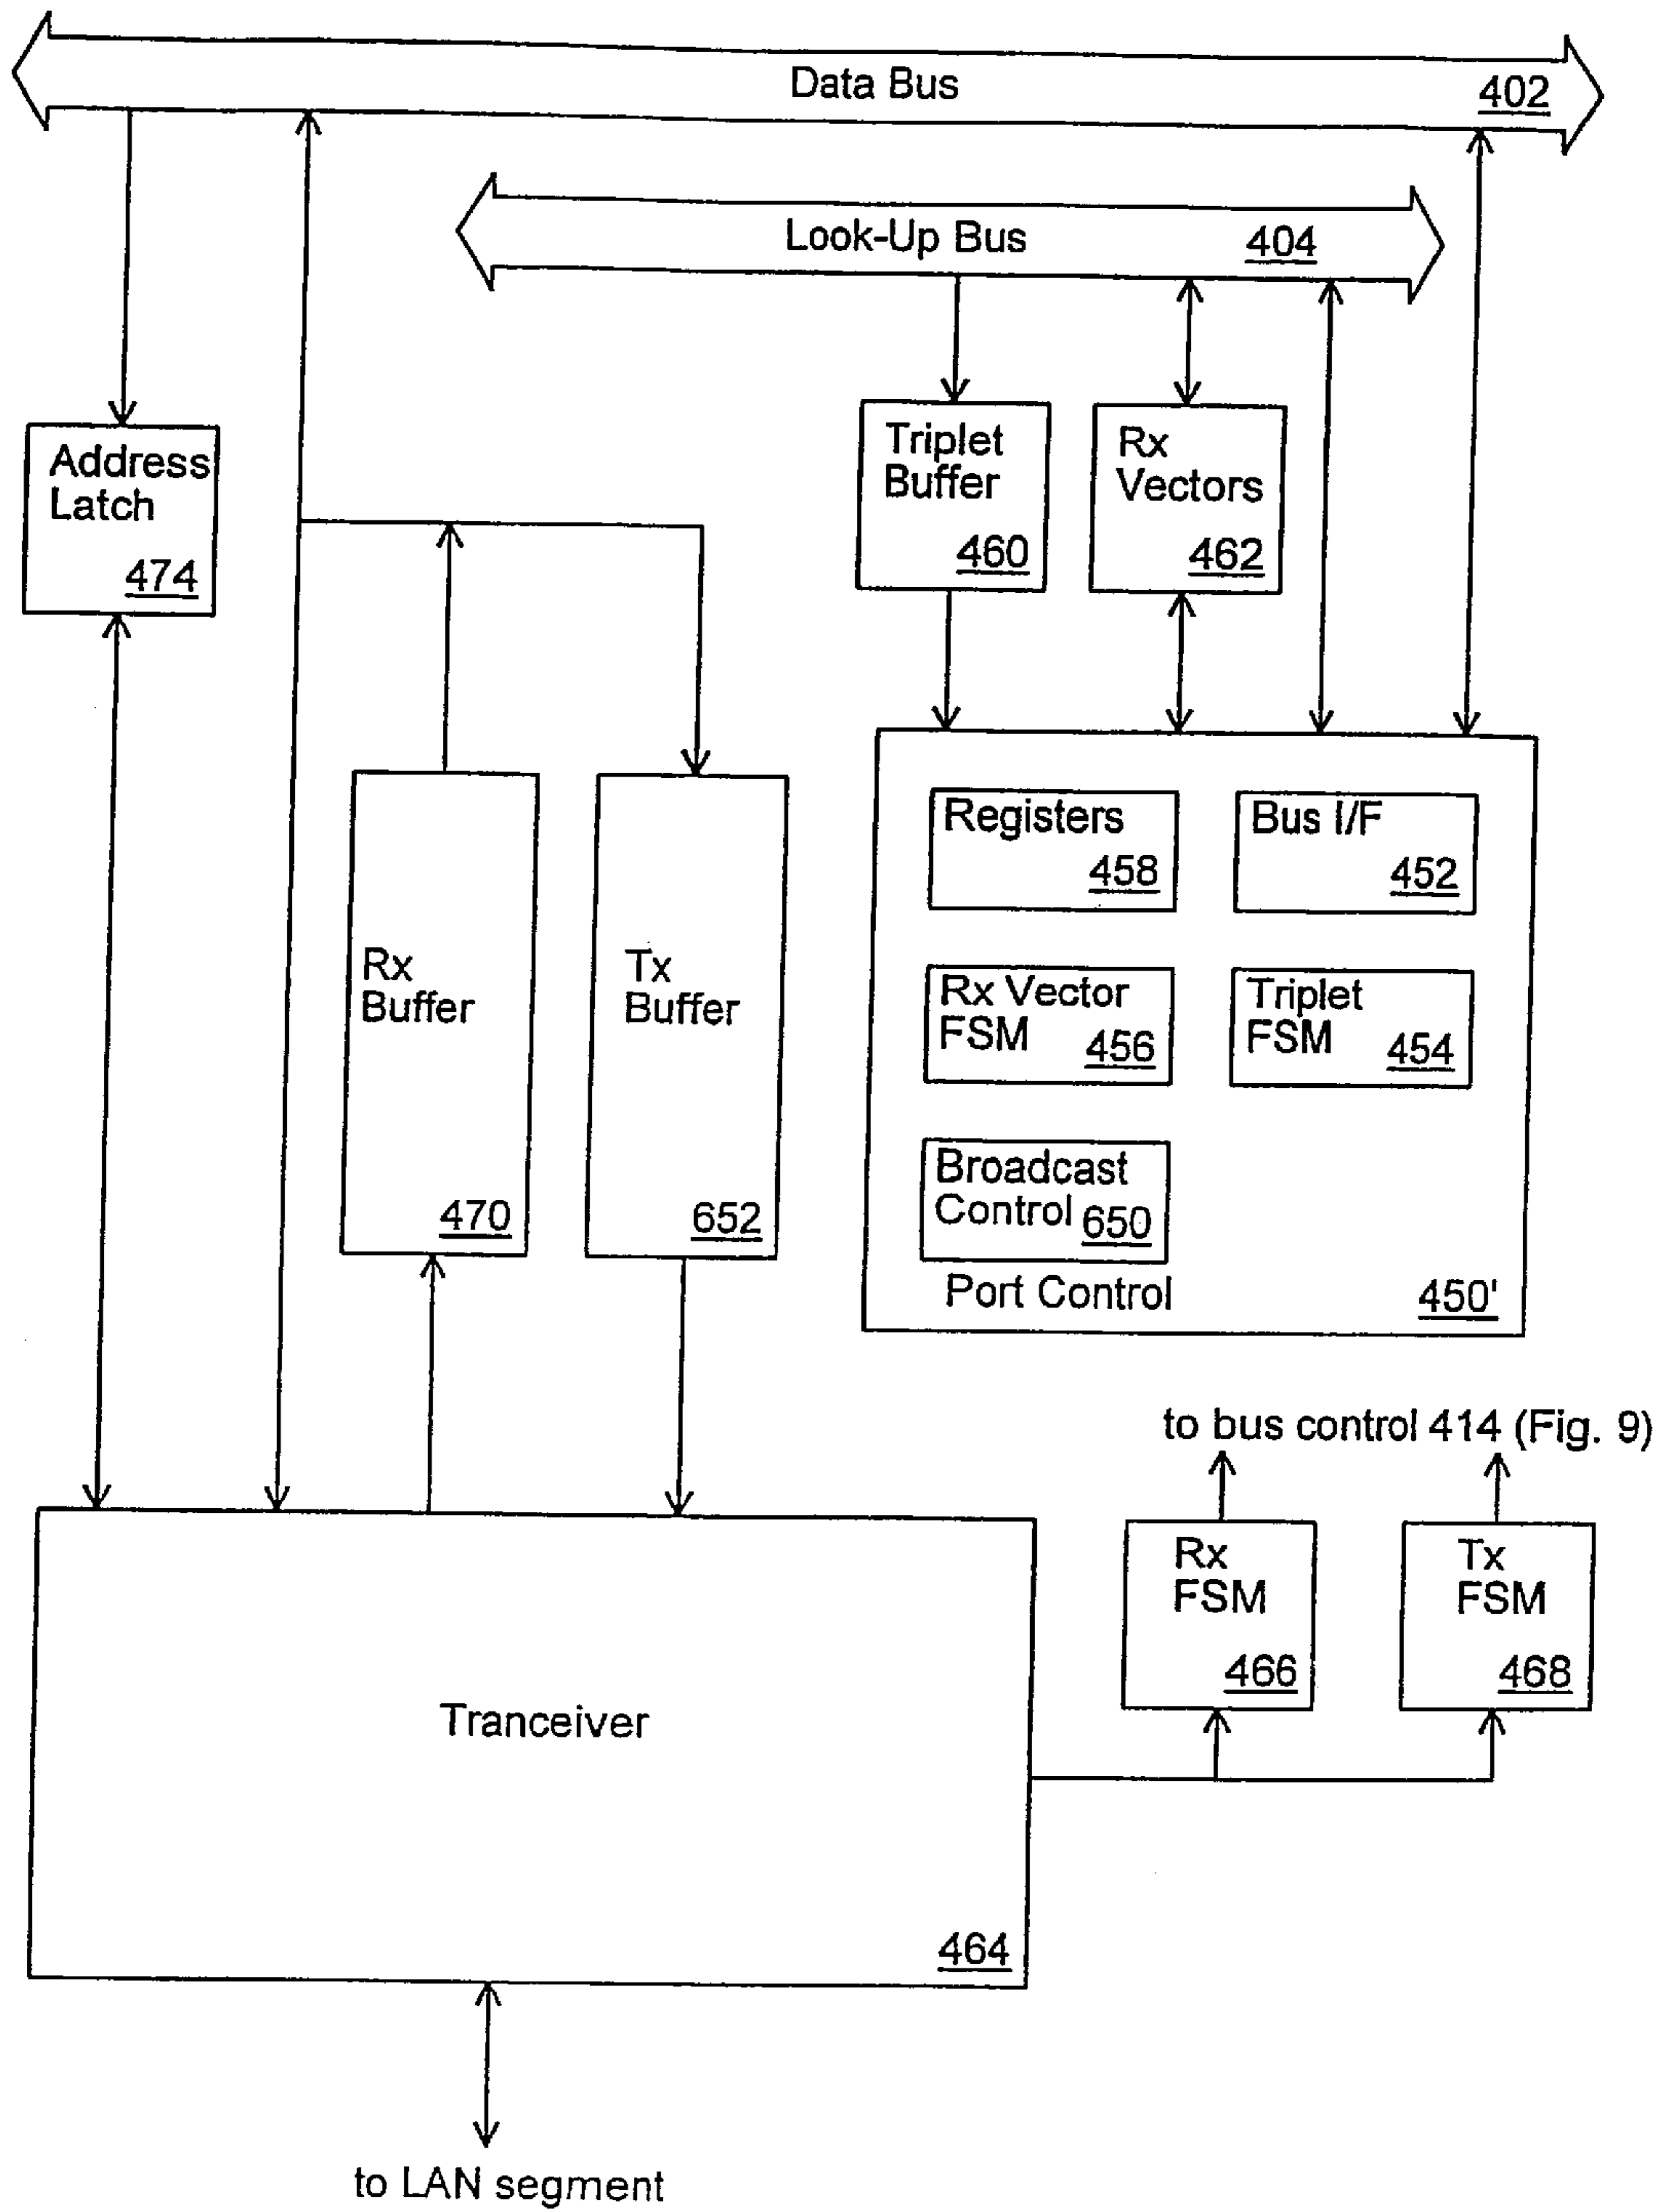 Data Bus
402
Look-Up Bus
404
Address
Latch
474
Triplet
Buffer
460
Rx
Vectors
462
Registers
458
Bus I/F
452
Rx
Buffer
470
Tx
Buffer
652
Rx Vector
FSM
456
Triplet
FSM
454
Broadcast
Control 650
Port Control
450'
to bus control 414 (Fig. 9)
Rx
FSM
466
Tx
FSM
468
Tranceiver
464
to LAN segment